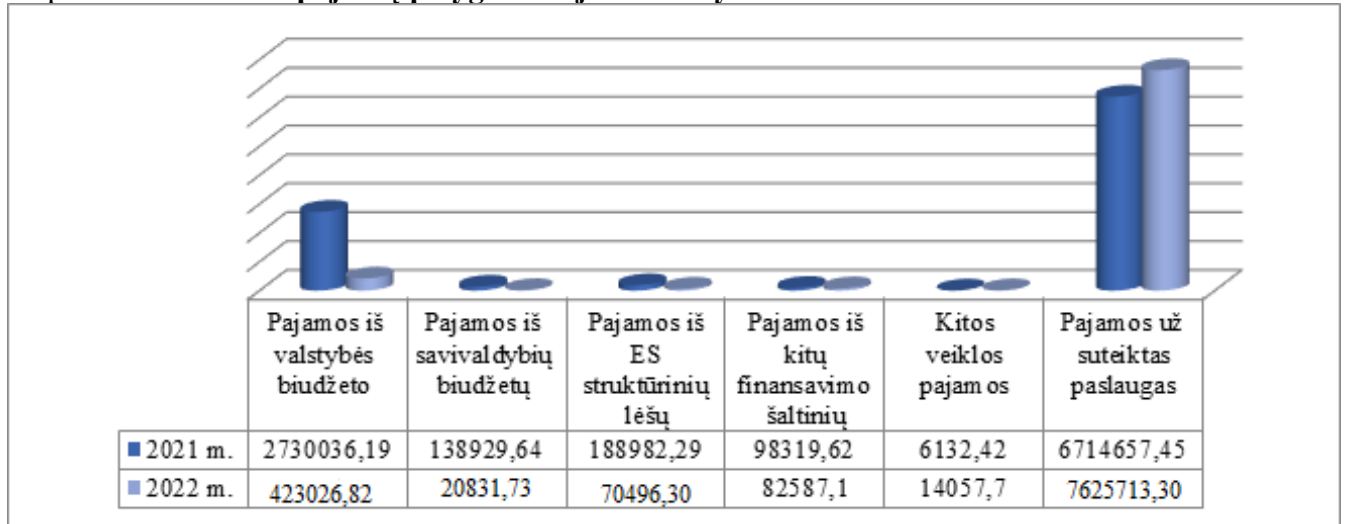 Pajamos iš valstybės biudžeto
Pajamos iš savivaldybių biudžetų
Pajamos iš ES struktūrinių lėšų
Pajamos iš kitų finansavimo šaltinių
Kitos veiklos pajamos
Pajamos už suteiktas paslaugas
2021 m. 2730036,19 138929,64 188982,29 98319,62 6132,42 6714657,45
2022 m. 423026,82 20831,73 70496,30 82587,1 14057,7 7625713,30